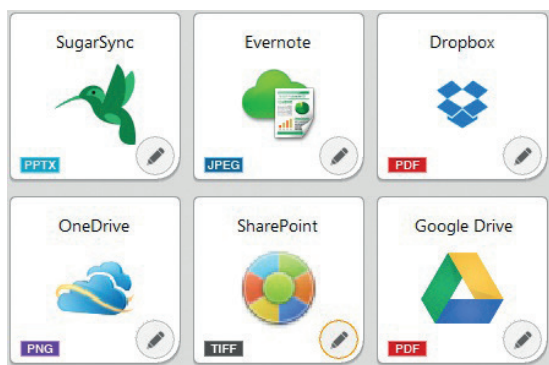 SugarSync
PPTX
Evernote
JPEG
Dropbox
PDF
OneDrive
PNG
SharePoint
TIFF
Google Drive
PDF